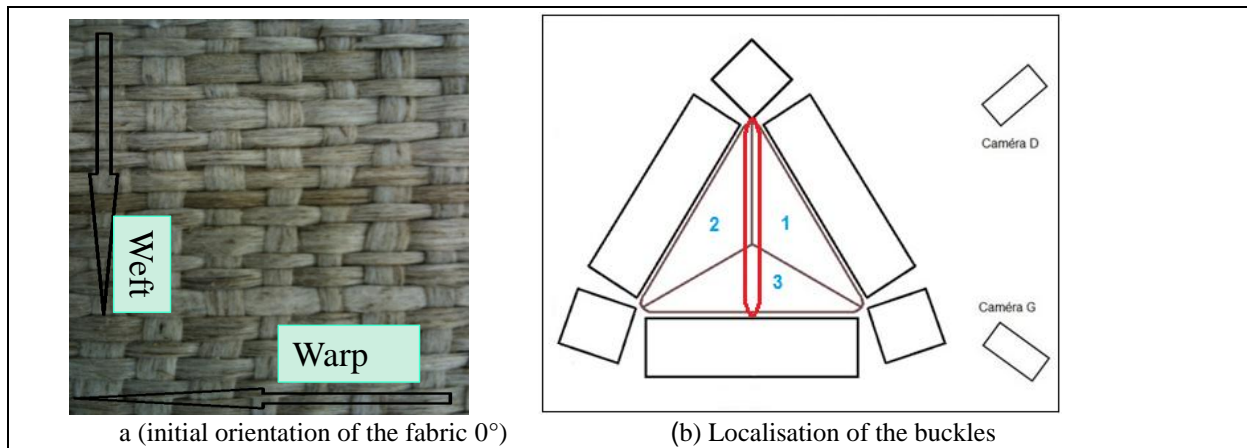 Weft
Warp
2
1
3
Caméra D
Caméra G
a (initial orientation of the fabric 0°)
(b) Localisation of the buckles